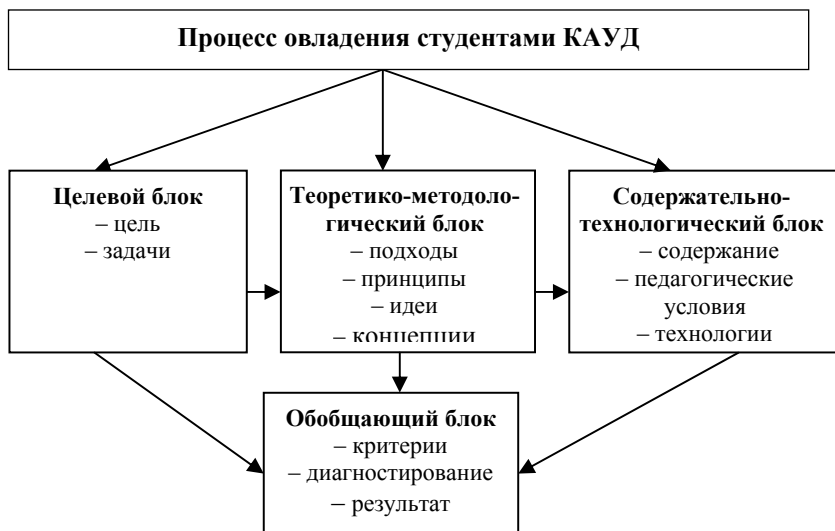 Процесс овладения студентами КАУД
Целевой блок
– цель
– задачи
Теоретико-методоло-
гический блок
– подходы
– принципы
– идеи
– концепции
Содержательно-
технологический блок
– содержание
– педагогические
условия
– технологии
Обобщающий блок
– критерии
– диагностирование
– результат